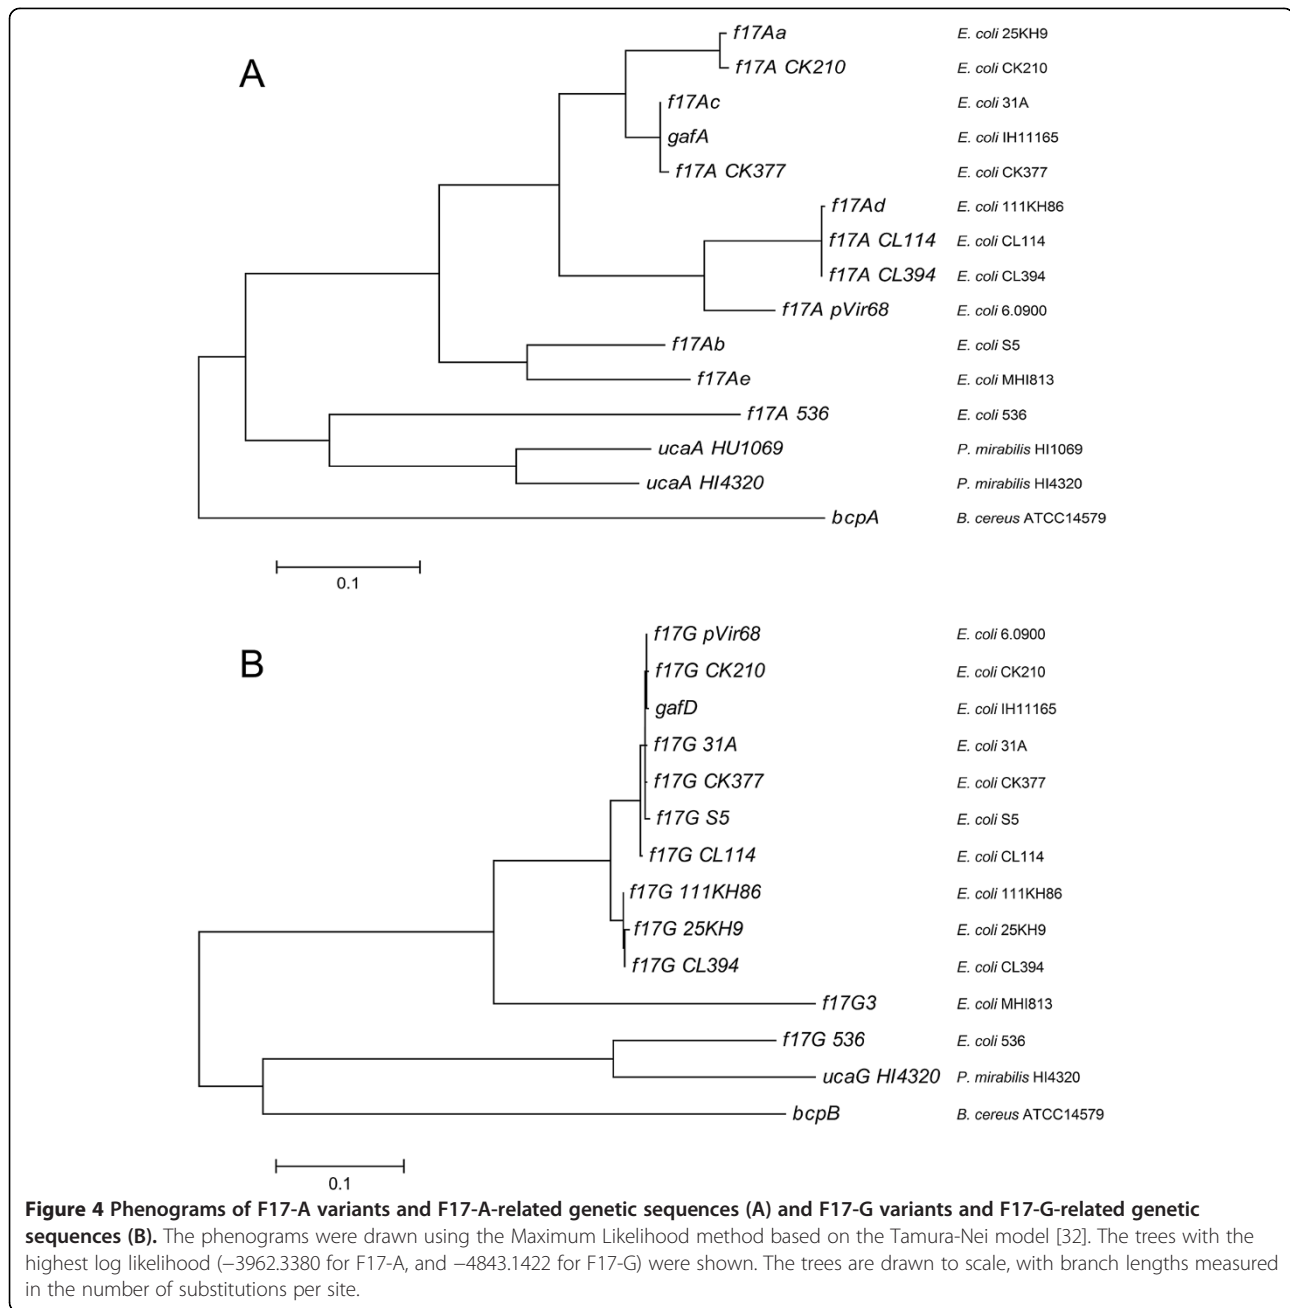 A
f17Aa E. coli 25KH9
f17A CK210 E. coli CK210
f17Ac E. coli 31A
gafA E. coli IH11165
f17A CK377 E. coli CK377
f17Ad E. coli 111KH86
f17A CL114 E. coli CL114
f17A CL394 E. coli CL394
f17A pVir68 E. coli 6.0900
f17Ab E. coli S5
f17Ae E. coli MHI813
f17A 536 E. coli 536
ucaA HU1069 P. mirabilis HI1069
ucaA HI4320 P. mirabilis HI4320
bcpA B. cereus ATCC14579
0.1
B
f17G pVir68 E. coli 6.0900
f17G CK210 E. coli CK210
gafD E. coli IH11165
f17G 31A E. coli 31A
f17G CK377 E. coli CK377
f17G S5 E. coli S5
f17G CL114 E. coli CL114
f17G 111KH86 E. coli 111KH86
f17G 25KH9 E. coli 25KH9
f17G CL394 E. coli CL394
f17G3 E. coli MHI813
f17G 536 E. coli 536
ucaG HI4320 P. mirabilis HI4320
bcpB B. cereus ATCC14579
0.1
Figure 4 Phenograms of F17-A variants and F17-A-related genetic sequences (A) and F17-G variants and F17-G-related genetic
sequences (B). The phenograms were drawn using the Maximum Likelihood method based on the Tamura-Nei model [32]. The trees with the
highest log likelihood (−3962.3380 for F17-A, and −4843.1422 for F17-G) were shown. The trees are drawn to scale, with branch lengths measured
in the number of substitutions per site.